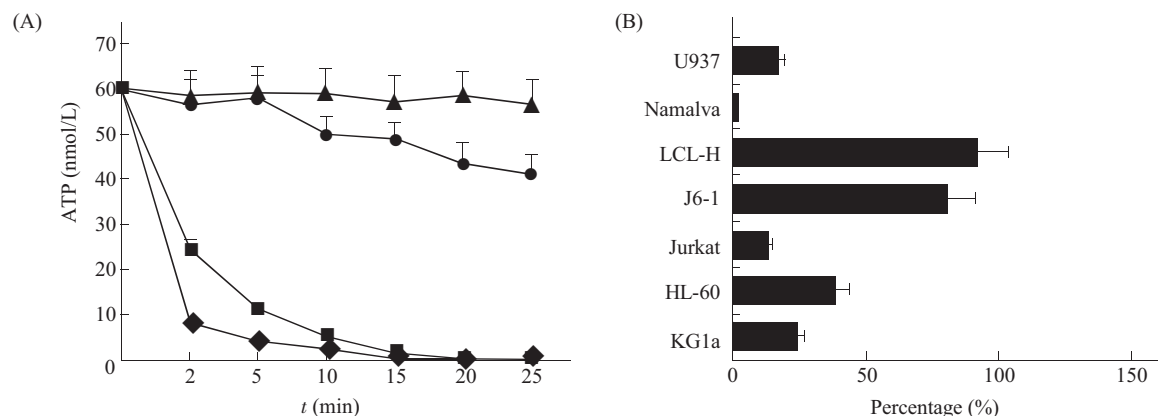 (A)
70
60
50
40
30
20
10
0
ATP (nmol/L)
2 5 10 15 20 25
t (min)
(B)
U937
Namalva
LCL-H
J6-1
Jurkat
HL-60
KG1a
0 50 100 150
Percentage (%)